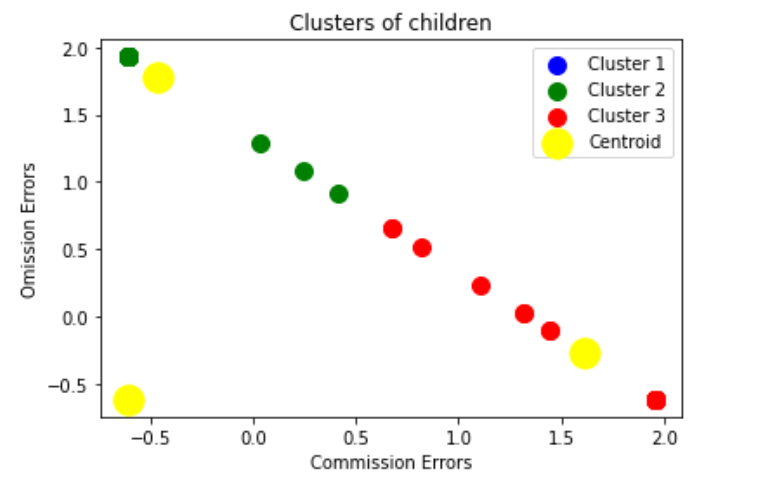 Clusters of children
2.0
1.5
1.0
0.5
0.0
−0.5
Omission Errors
Cluster 1
Cluster 2
Cluster 3
Centroid
−0.5 0.0 0.5 1.0 1.5 2.0
Commission Errors